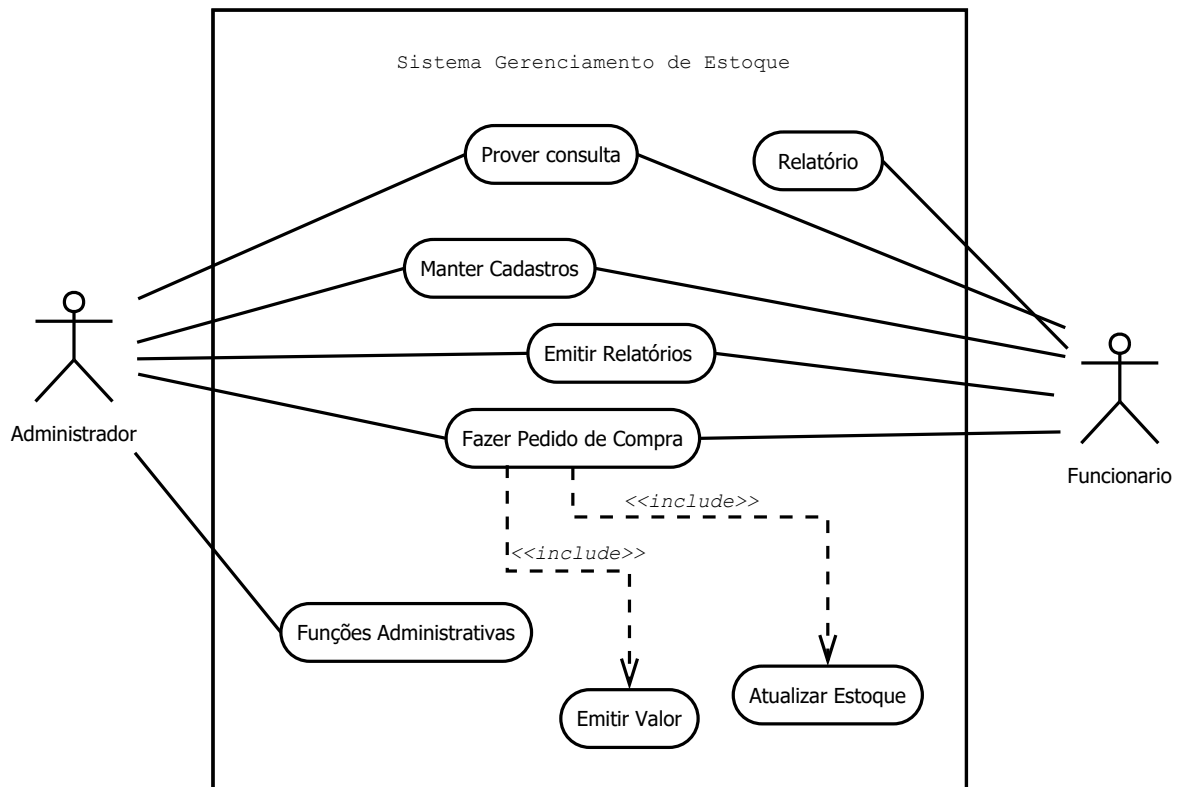 Sistema Gerenciamento de Estoque
Prover consulta
Relatório
Manter Cadastros
Emitir Relatórios
Administrador
Fazer Pedido de Compra
Funcionario
<<include>>
<<include>>
Funções Administrativas
Atualizar Estoque
Emitir Valor